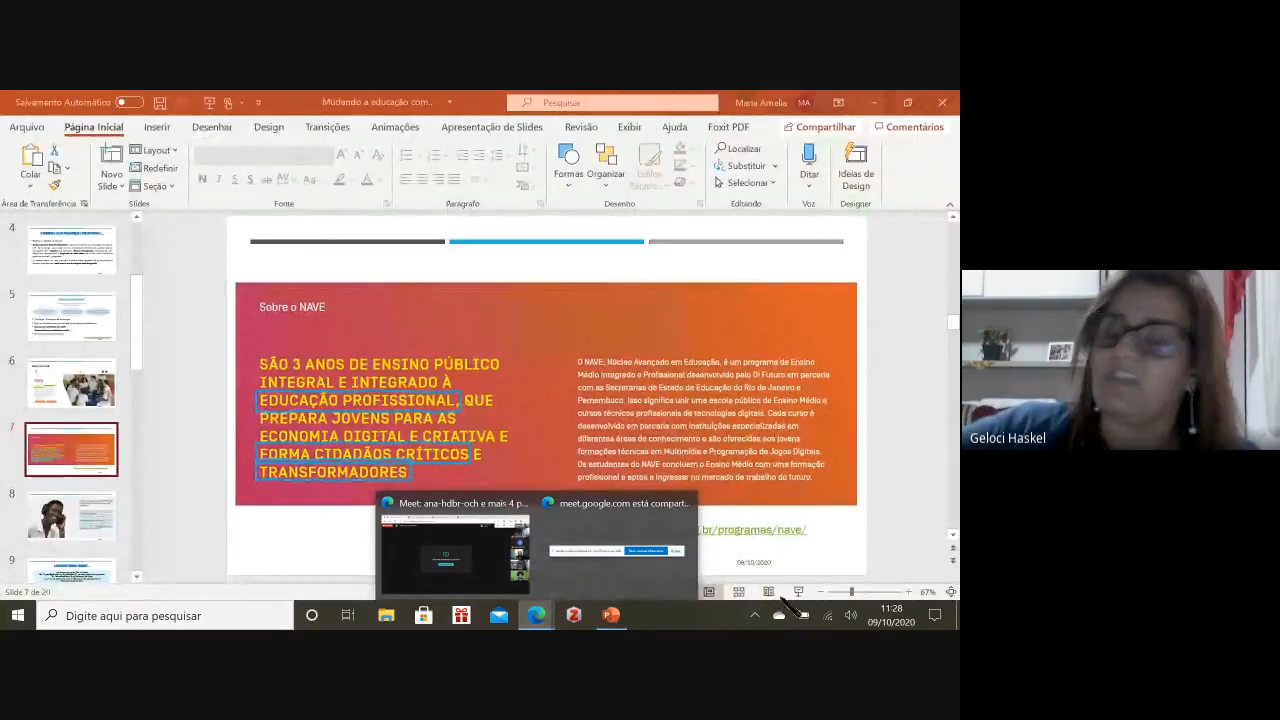 Salvamento Automático
Mudando a educação com...
Pesquisar
Maria Amelia
MA
Arquivo
Página Inicial
Inserir
Desenhar
Design
Transições
Animações
Apresentação de Slides
Revisão
Exibir
Ajuda
Foxit PDF
Compartilhar
Comentários
Colar
Novo
Slide
Layout
Redefinir
Seção
Formas
Organizar
Localizar
Substituir
Selecionar
Ditar
Ideias de
Design
Área de Transferência
Slides
Fonte
Parágrafo
Desenho
Editando
Voz
Designer
4
5
6
7
8
9
Sobre o NAVE
SÃO 3 ANOS DE ENSINO PÚBLICO
INTEGRAL E INTEGRADO À
EDUCAÇÃO PROFISSIONAL, QUE
PREPARA JOVENS PARA AS
ECONOMIA DIGITAL E CRIATIVA E
FORMA CIDADÃOS CRÍTICOS E
TRANSFORMADORES
O NAVE, Núcleo Avançado em Educação, é um programa de Ensino
Médio Integrado e Profissional desenvolvido pelo Oi Futuro em parceria
com as Secretarias de Estado de Educação do Rio de Janeiro e
Pernambuco. Isso significa unir uma escola pública de Ensino Médio a
cursos técnicos profissionais de tecnologias digitais. Cada curso é
desenvolvido em parceria com instituições especializadas em
diferentes áreas de conhecimento e são oferecidas aos jovens
formações técnicas em Multimídia e Programação de Jogos Digitais.
Os estudantes do NAVE concluem o Ensino Médio com uma formação
profissional e aptos a ingressar no mercado de trabalho do futuro.
Meet: ana-hdbr-och e mais 4 p...
meet.google.com está compart...
.br/programas/nave/
09/10/2020
Slide 7 de 20
67%
Digite aqui para pesquisar
11:28
09/10/2020
Geloci Haskel